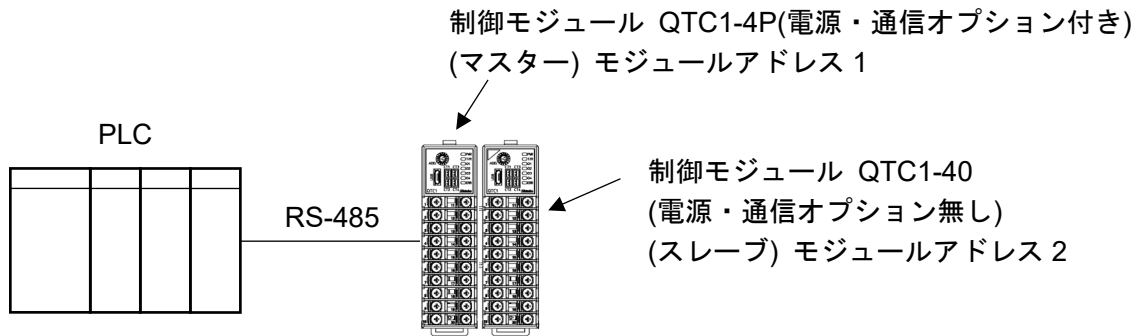 制御モジュール QTC1-4P(電源・通信オプション付き)
(マスター) モジュールアドレス 1
PLC
RS-485
制御モジュール QTC1-40
(電源・通信オプション無し)
(スレーブ) モジュールアドレス 2
QTC1
QTC1